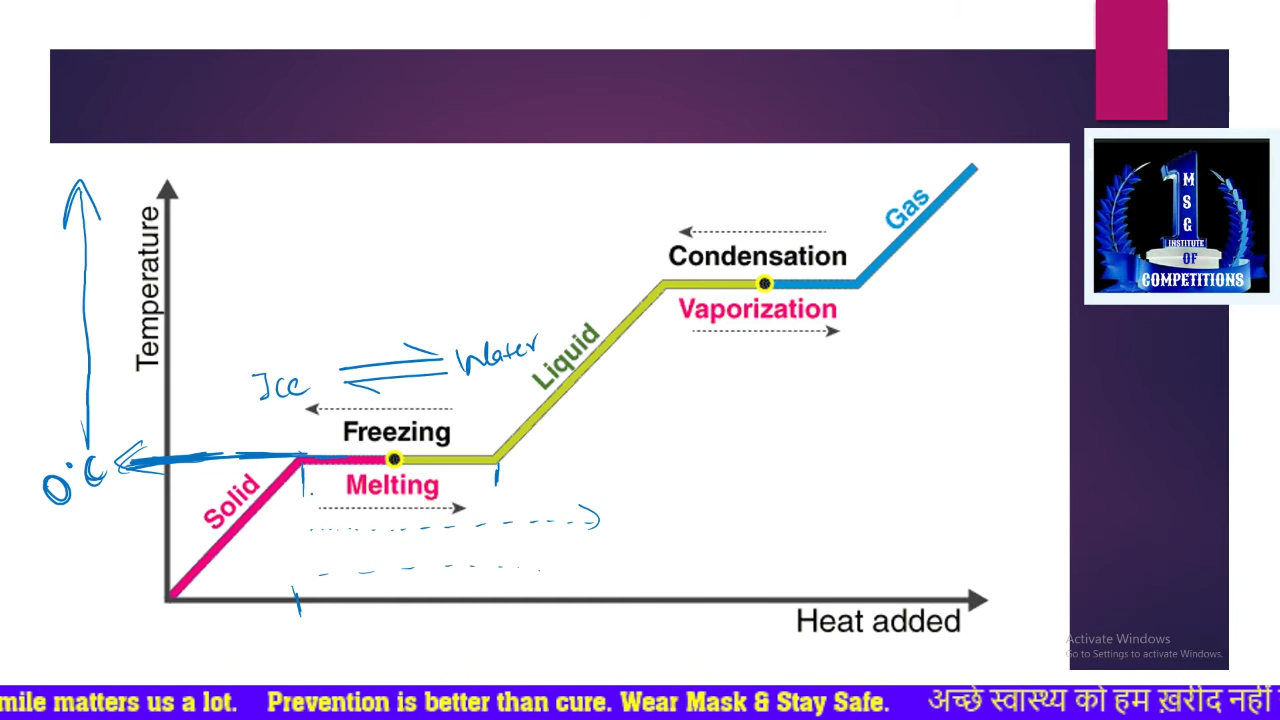 M
S
G
1
INSTITUTE
OF
COMPETITIONS
Temperature
Gas
Condensation
Vaporization
Liquid
Ice
Water
Freezing
Melting
Solid
0°C
Heat added
Activate Windows
Go to Settings to activate Windows.
mile matters us a lot. Prevention is better than cure. Wear Mask & Stay Safe. अच्छे स्वास्थ्य को हम ख़रीद नहीं